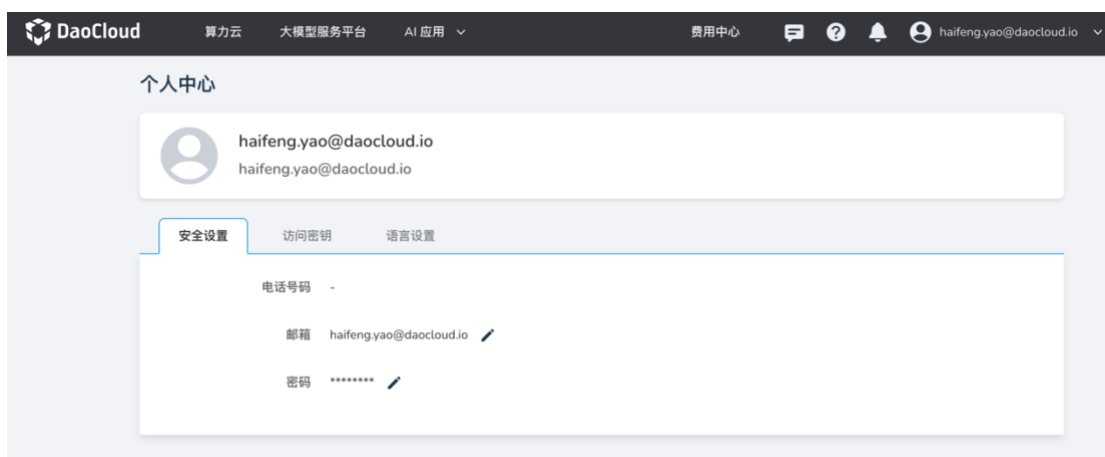 DaoCloud 算力云 大模型服务平台 AI 应用 费用中心 haifeng.yao@daocloud.io
个人中心
haifeng.yao@daocloud.io
haifeng.yao@daocloud.io
安全设置 访问密钥 语言设置
电话号码 -
邮箱 haifeng.yao@daocloud.io
密码 ********